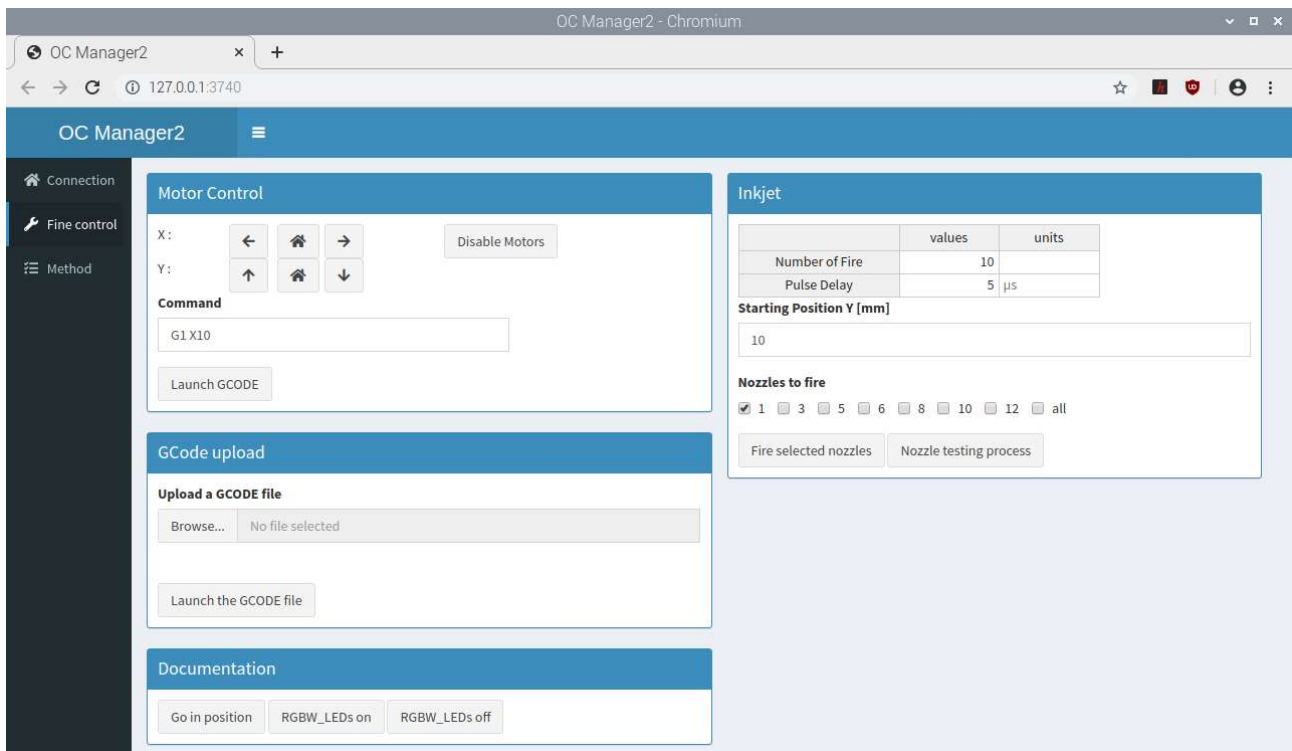 OC Manager2 - Chromium
OC Manager2
127.0.0.1:3740
OC Manager2
Connection
Fine control
Method
Motor Control
X :
Disable Motors
Y :
Command
G1 X10
Launch GCODE
GCode upload
Upload a GCODE file
Browse... No file selected
Launch the GCODE file
Documentation
Go in position RGBW_LEDs on RGBW_LEDs off
Inkjet
values units
Number of Fire 10
Pulse Delay 5 µs
Starting Position Y [mm]
10
Nozzles to fire
1 3 5 6 8 10 12 all
Fire selected nozzles Nozzle testing process